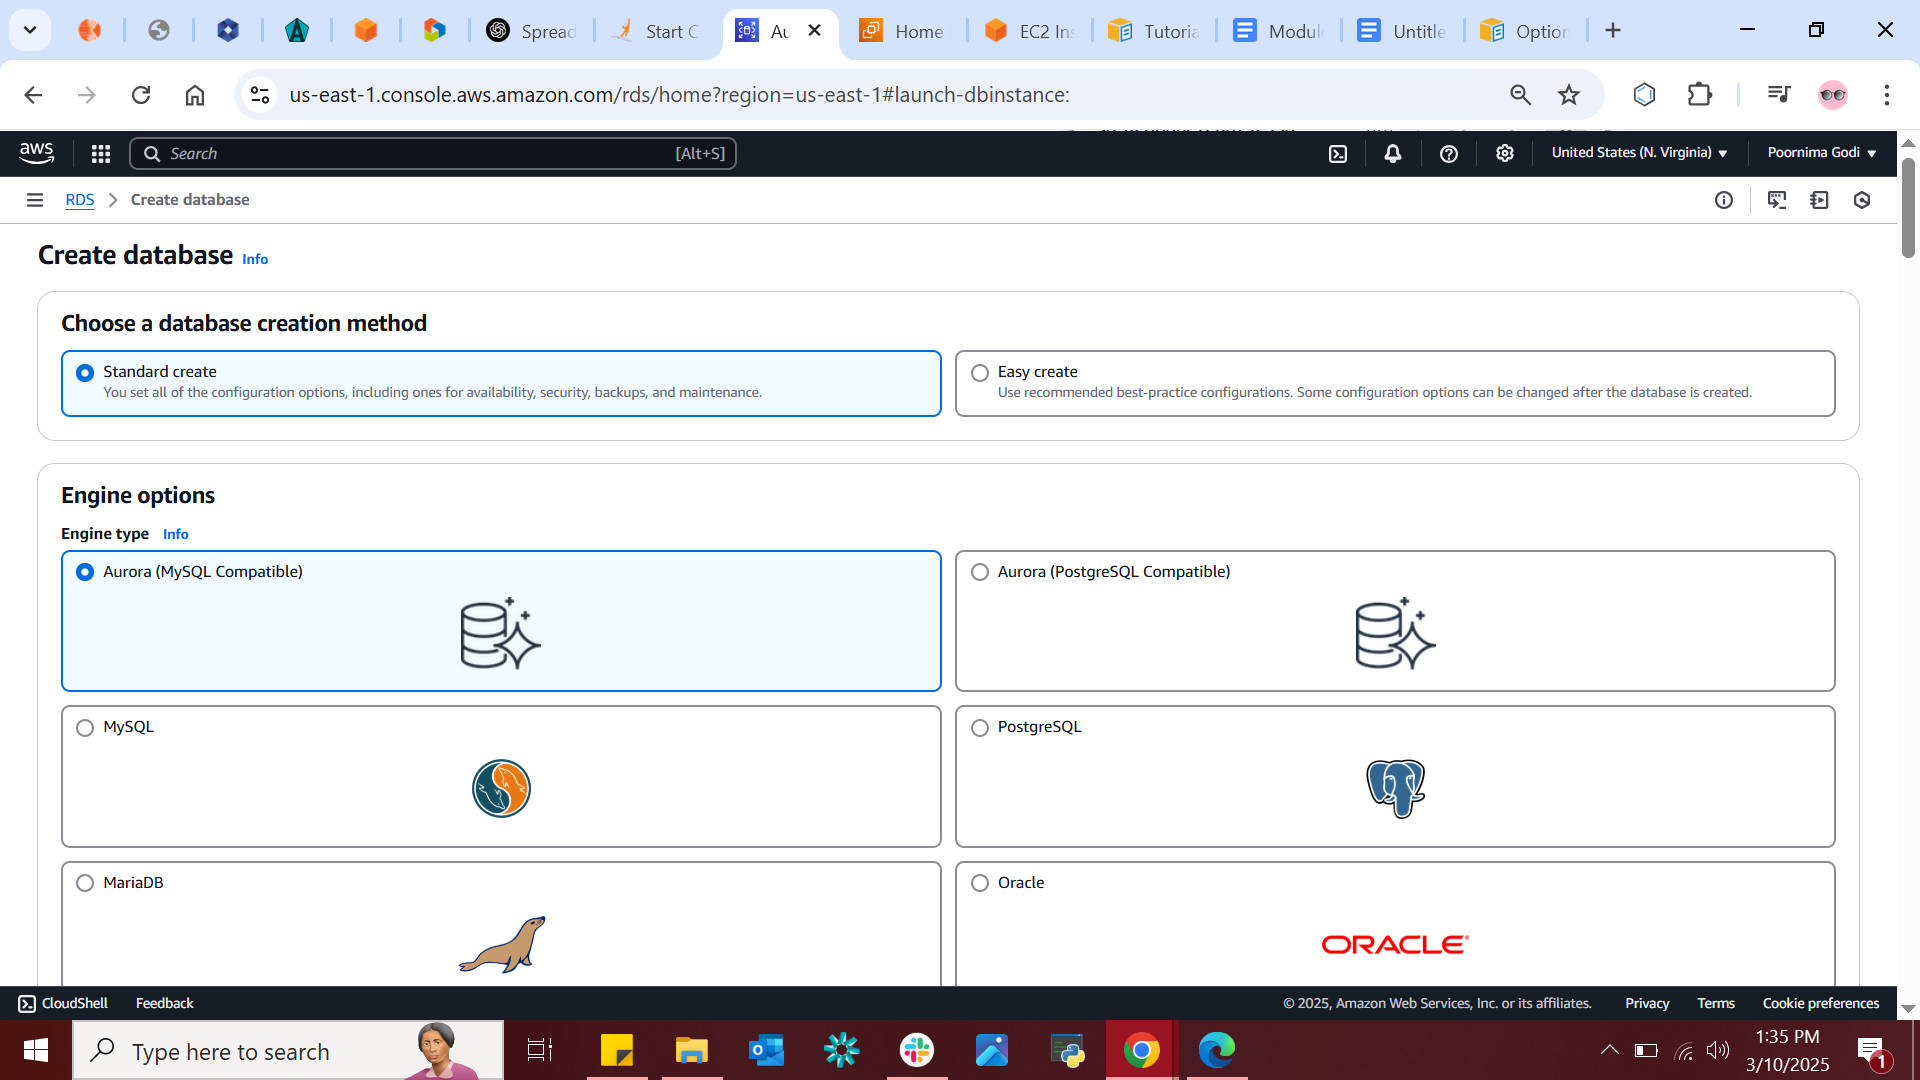 Spread
Start C
Au
Home
EC2 Ins
Tutoria
Modul
Untitle
Option
us-east-1.console.aws.amazon.com/rds/home?region=us-east-1#launch-dbinstance:
aws
Search
[Alt+S]
United States (N. Virginia)
Poornima Godi
RDS
Create database
Create database
Info
Choose a database creation method
Standard create
You set all of the configuration options, including ones for availability, security, backups, and maintenance.
Easy create
Use recommended best-practice configurations. Some configuration options can be changed after the database is created.
Engine options
Engine type
Info
Aurora (MySQL Compatible)
Aurora (PostgreSQL Compatible)
MySQL
PostgreSQL
MariaDB
Oracle
ORACLE
CloudShell
Feedback
© 2025, Amazon Web Services, Inc. or its affiliates.
Privacy
Terms
Cookie preferences
Type here to search
1:35 PM
3/10/2025
1